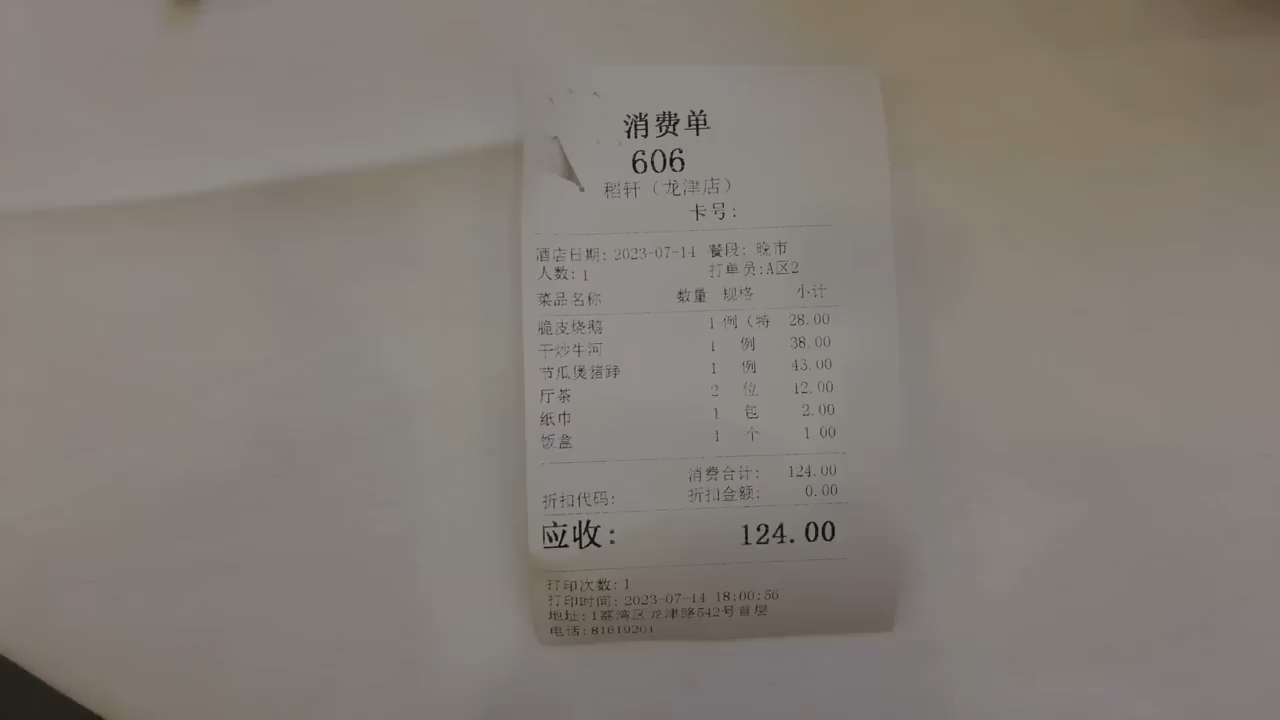 消费单
606
稻轩（龙津店）
卡号：
酒店日期：2023-07-14 餐段：晚市
人数：1 打单员：A区2
菜品名称 数量 规格 小计
脆皮烧鹅 1 例（特 28.00
干炒牛河 1 例 38.00
节瓜煲猪踭 1 例 43.00
厅茶 2 位 12.00
纸巾 1 包 2.00
饭盒 1 个 1.00
消费合计： 124.00
折扣代码： 折扣金额： 0.00
应收： 124.00
打印次数：1
打印时间：2023-07-14 18:00:56
地址：1荔湾区龙津路542号首层
电话：81619201